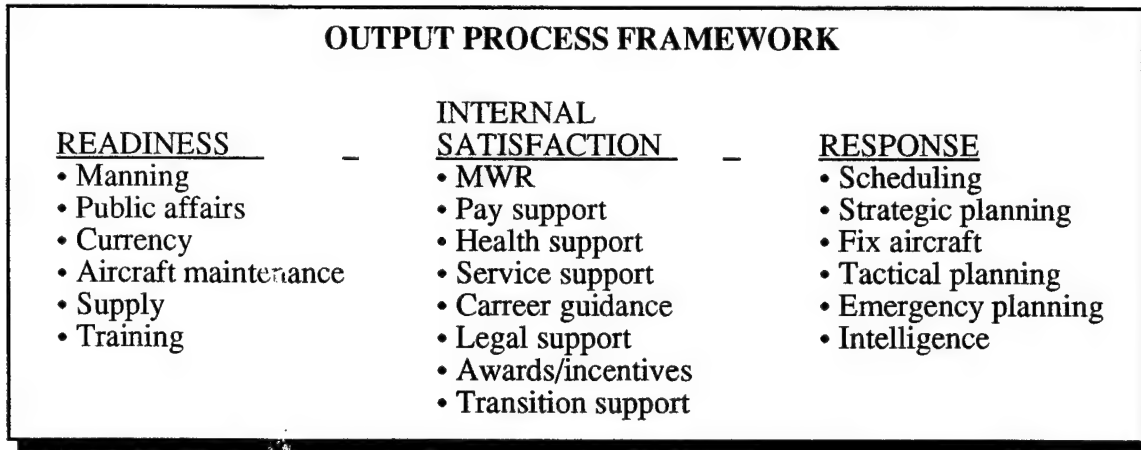 OUTPUT PROCESS FRAMEWORK
READINESS –
• Manning
• Public affairs
• Currency
• Aircraft maintenance
• Supply
• Training
INTERNAL
SATISFACTION –
• MWR
• Pay support
• Health support
• Service support
• Carreer guidance
• Legal support
• Awards/incentives
• Transition support
RESPONSE
• Scheduling
• Strategic planning
• Fix aircraft
• Tactical planning
• Emergency planning
• Intelligence